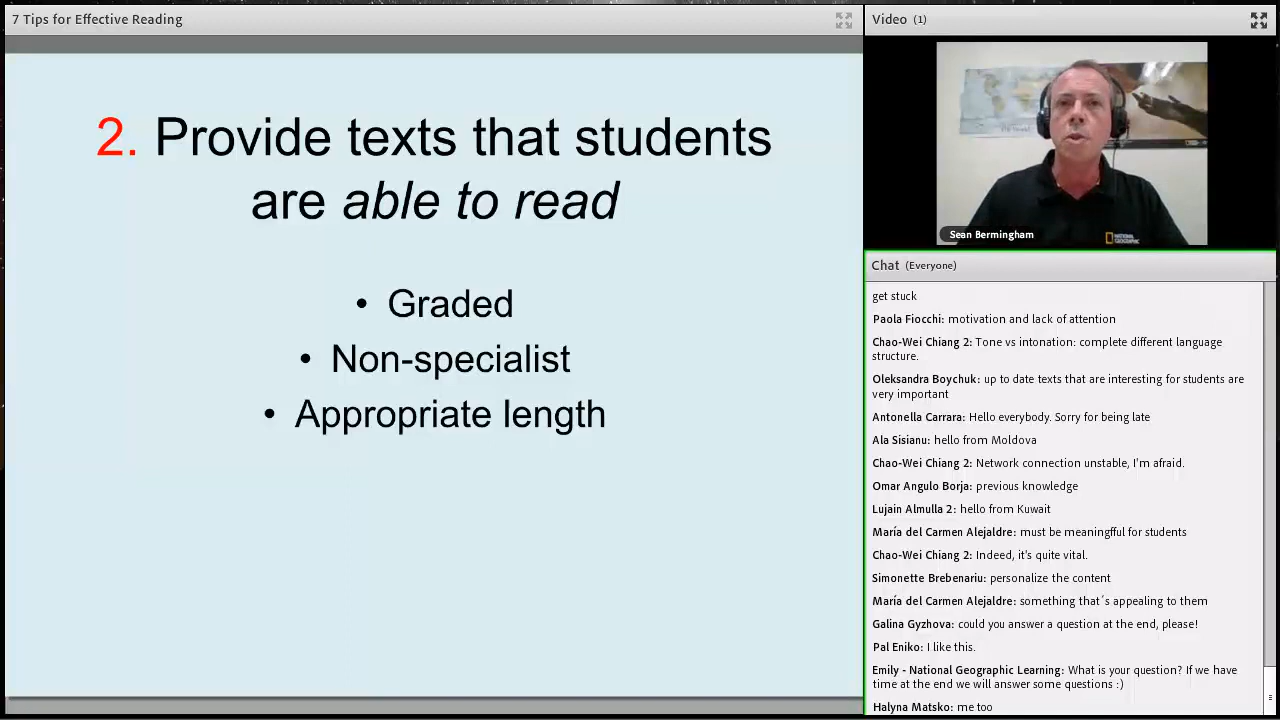 7 Tips for Effective Reading
2. Provide texts that students
are able to read
• Graded
• Non-specialist
• Appropriate length
Video (1)
NATIONAL
GEOGRAPHIC
Sean Bermingham
Chat (Everyone)
get stuck
Paola Fiocchi: motivation and lack of attention
Chao-Wei Chiang 2: Tone vs intonation: complete different language
structure.
Oleksandra Boychuk: up to date texts that are interesting for students are
very important
Antonella Carrara: Hello everybody. Sorry for being late
Ala Sisianu: hello from Moldova
Chao-Wei Chiang 2: Network connection unstable, I'm afraid.
Omar Angulo Borja: previous knowledge
Lujain Almulla 2: hello from Kuwait
María del Carmen Alejaldre: must be meaningfful for students
Chao-Wei Chiang 2: Indeed, it's quite vital.
Simonette Brebenariu: personalize the content
María del Carmen Alejaldre: something that´s appealing to them
Galina Gyzhova: could you answer a question at the end, please!
Pal Eniko: I like this.
Emily - National Geographic Learning: What is your question? If we have
time at the end we will answer some questions :)
Halyna Matsko: me too